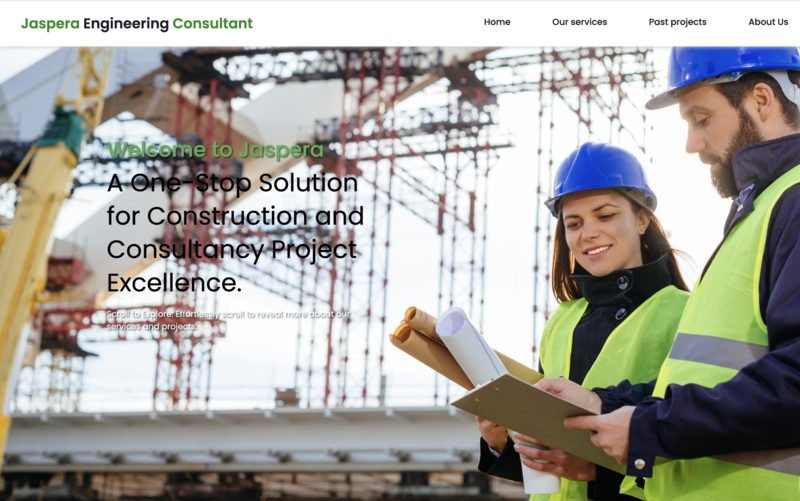 Jaspera Engineering Consultant
Home Our services Past projects About Us
Welcome to Jaspera
A One-Stop Solution
for Construction and
Consultancy Project
Excellence.
Scroll to Explore: Effortlessly scroll to reveal more about our
services and projects.